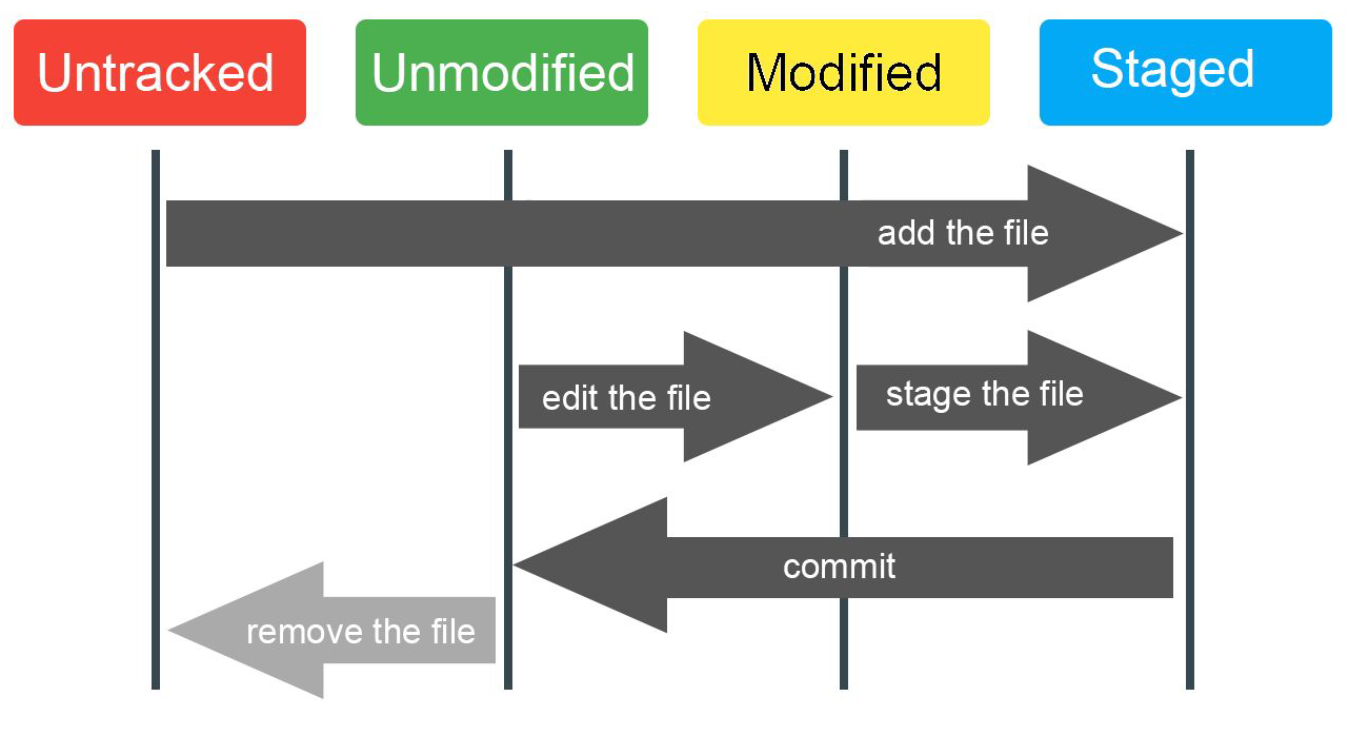 Untracked
Unmodified
Modified
Staged
add the file
edit the file
stage the file
commit
remove the file